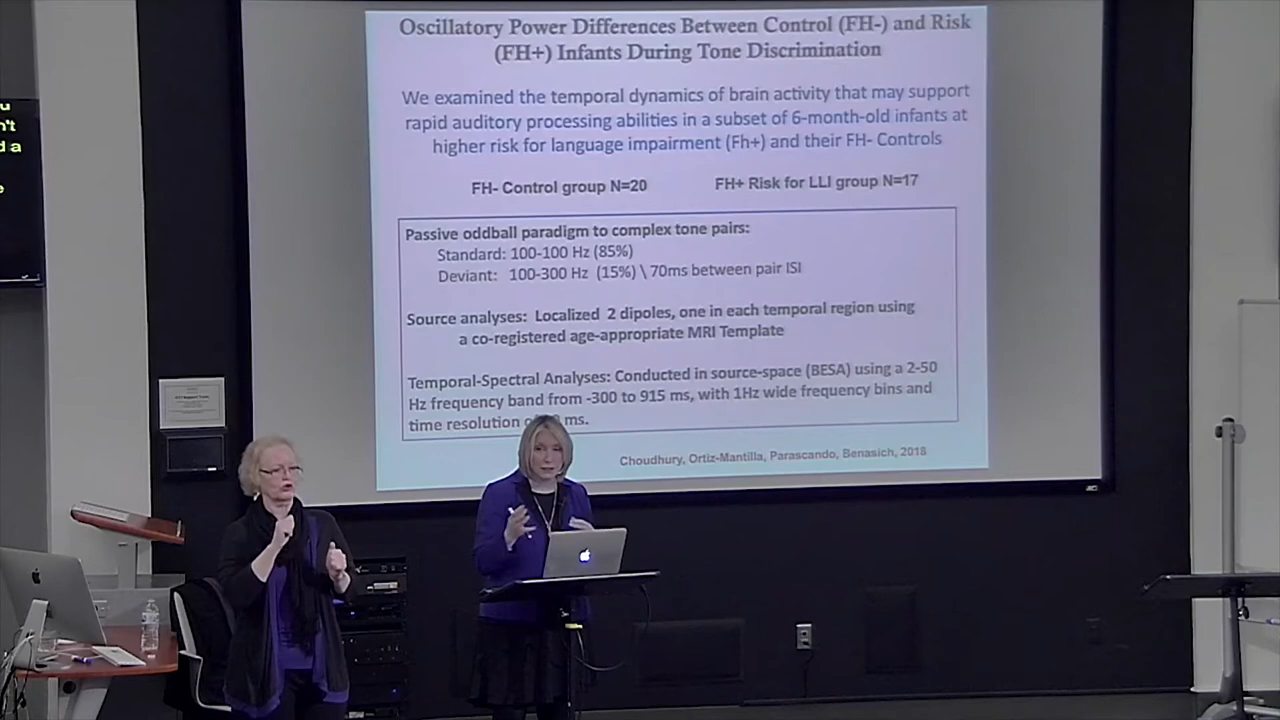 Oscillatory Power Differences Between Control (FH-) and Risk
(FH+) Infants During Tone Discrimination
We examined the temporal dynamics of brain activity that may support
rapid auditory processing abilities in a subset of 6-month-old infants at
higher risk for language impairment (Fh+) and their FH- Controls
FH- Control group N=20 FH+ Risk for LLI group N=17
Passive oddball paradigm to complex tone pairs:
Standard: 100-100 Hz (85%)
Deviant: 100-300 Hz (15%) \ 70ms between pair ISI
Source analyses: Localized 2 dipoles, one in each temporal region using
a co-registered age-appropriate MRI Template
Temporal-Spectral Analyses: Conducted in source-space (BESA) using a 2-50
Hz frequency band from -300 to 915 ms, with 1Hz wide frequency bins and
time resolution ms.
Choudhury, Ortiz-Mantilla, Parascando, Benasich, 2018
u
n't
d a
e